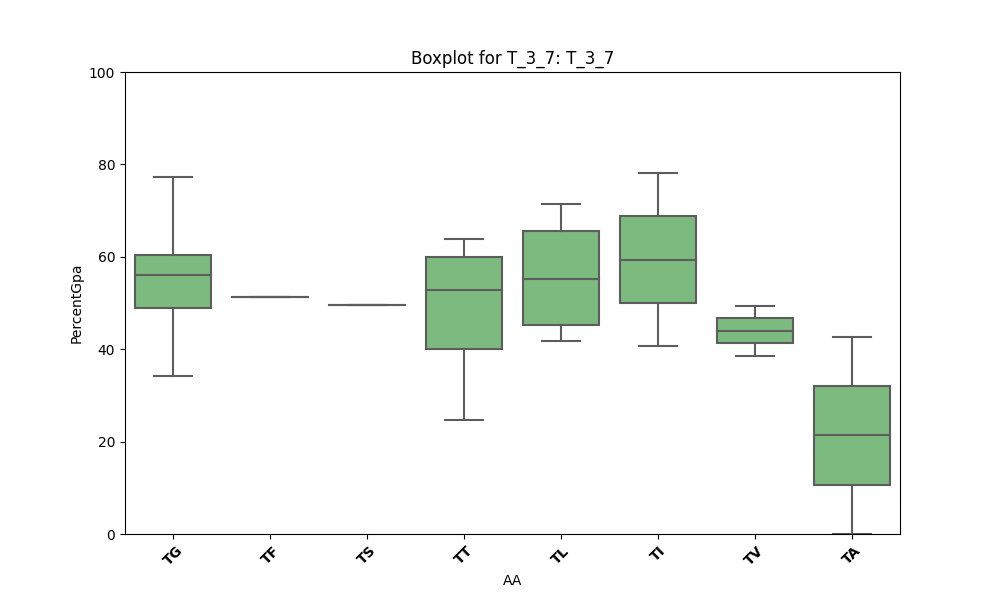 Boxplot for T_3_7: T_3_7
100
80
60
40
20
0
PercentGpa
TG
TF
TS
TT
TL
TI
TV
TA
AA